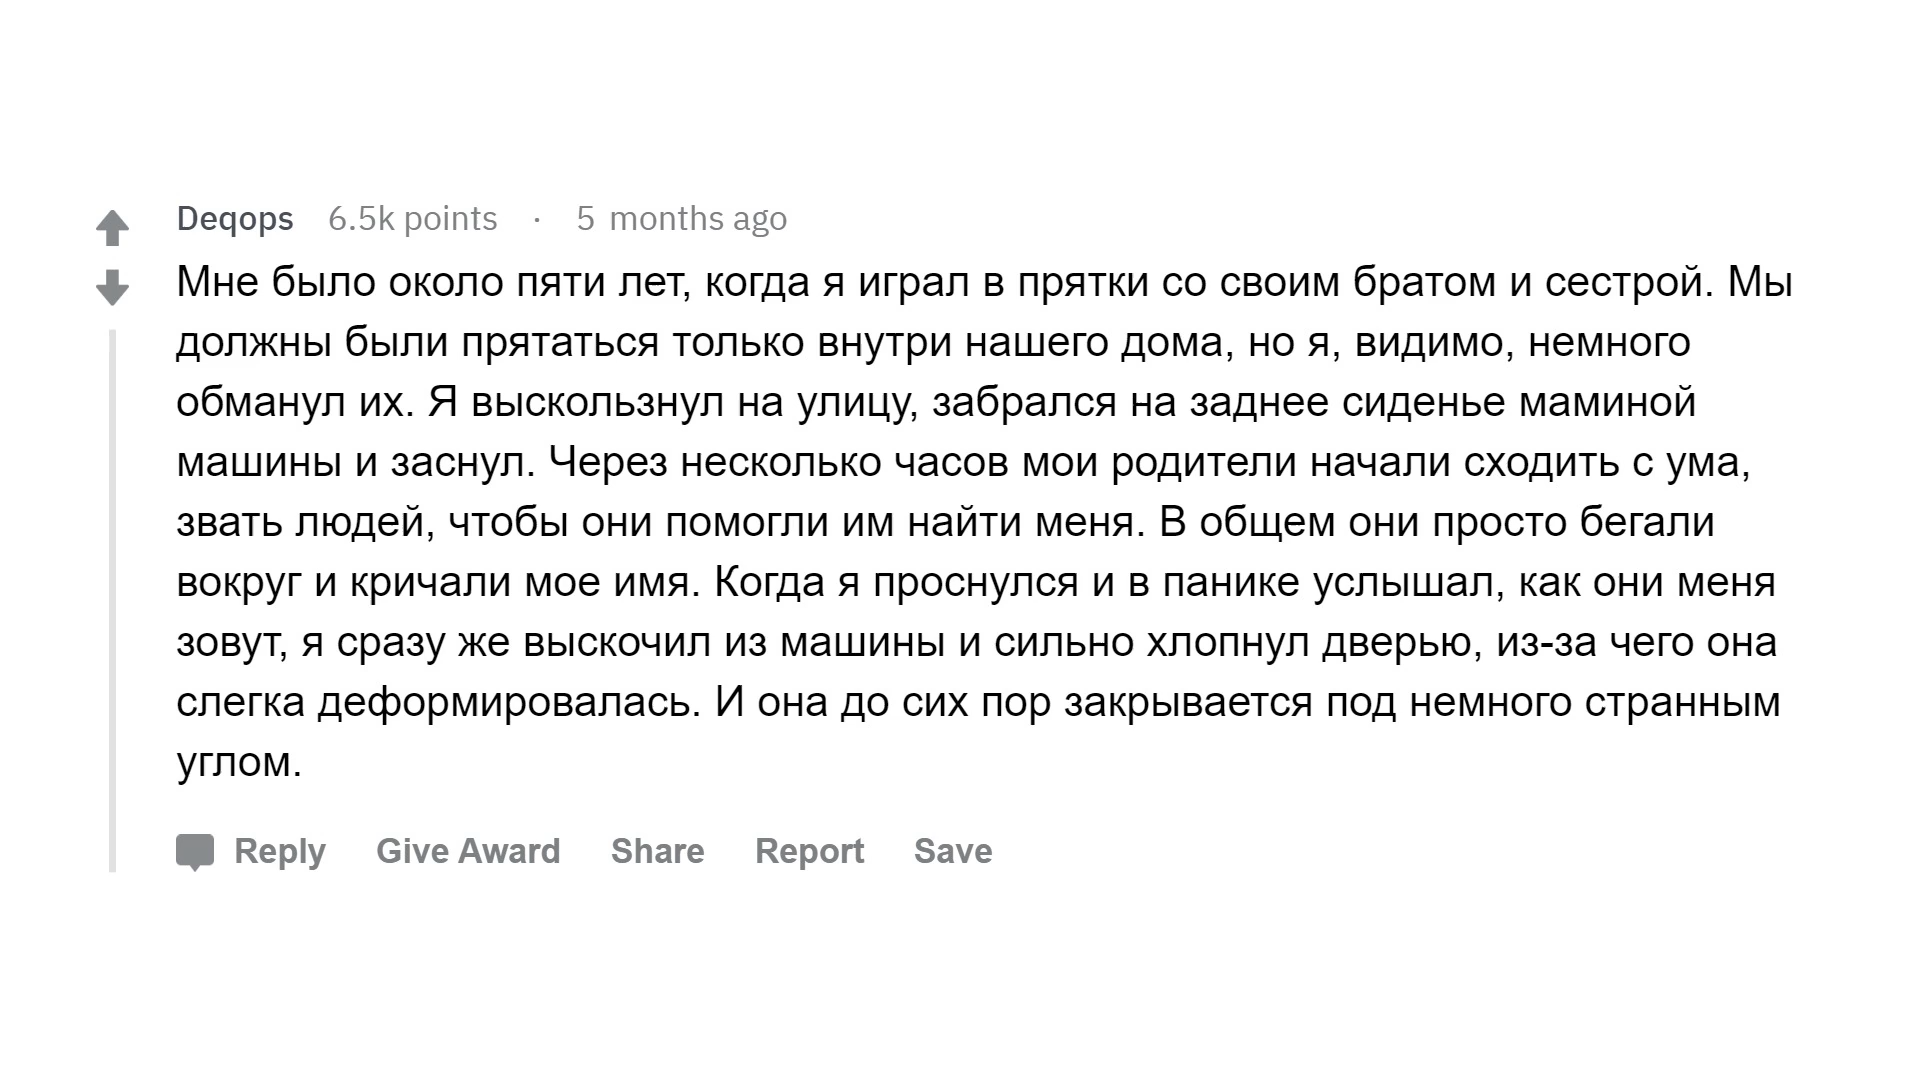 Deqops 6.5k points · 5 months ago
Мне было около пяти лет, когда я играл в прятки со своим братом и сестрой. Мы
должны были прятаться только внутри нашего дома, но я, видимо, немного
обманул их. Я выскользнул на улицу, забрался на заднее сиденье маминой
машины и заснул. Через несколько часов мои родители начали сходить с ума,
звать людей, чтобы они помогли им найти меня. В общем они просто бегали
вокруг и кричали мое имя. Когда я проснулся и в панике услышал, как они меня
зовут, я сразу же выскочил из машины и сильно хлопнул дверью, из-за чего она
слегка деформировалась. И она до сих пор закрывается под немного странным
углом.
Reply Give Award Share Report Save